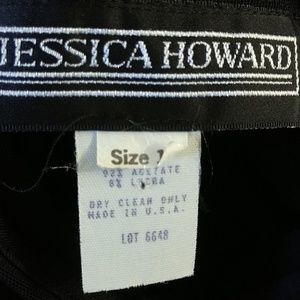 JESSICA HOWARD
Size
92% ACETATE
8% LYCRA
DRY CLEAN ONLY
MADE IN U.S.A.
LOT 6648